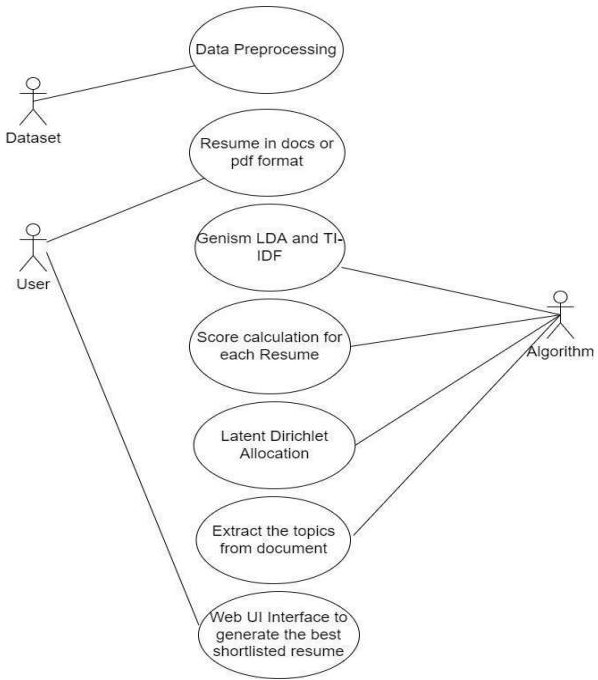 Data Preprocessing
Dataset
Resume in docs or
pdf format
User
Genism LDA and TI-
IDF
Score calculation for
each Resume
Algorithm
Latent Dirichlet
Allocation
Extract the topics
from document
Web UI Interface to
generate the best
shortlisted resume